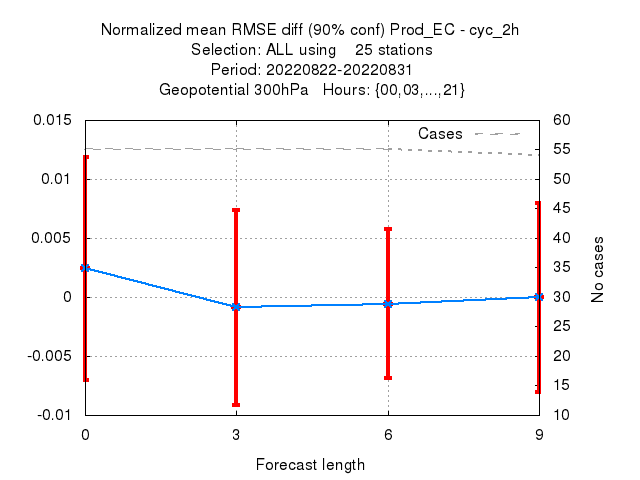 Normalized mean RMSE diff (90% conf) Prod_EC - cyc_2h
Selection: ALL using 25 stations
Period: 20220822-20220831
Geopotential 300hPa Hours: {00,03,...,21}
0.015
0.01
0.005
0
-0.005
-0.01
Cases
60
55
50
45
40
35
30
25
20
15
10
No cases
0 3 6 9
Forecast length